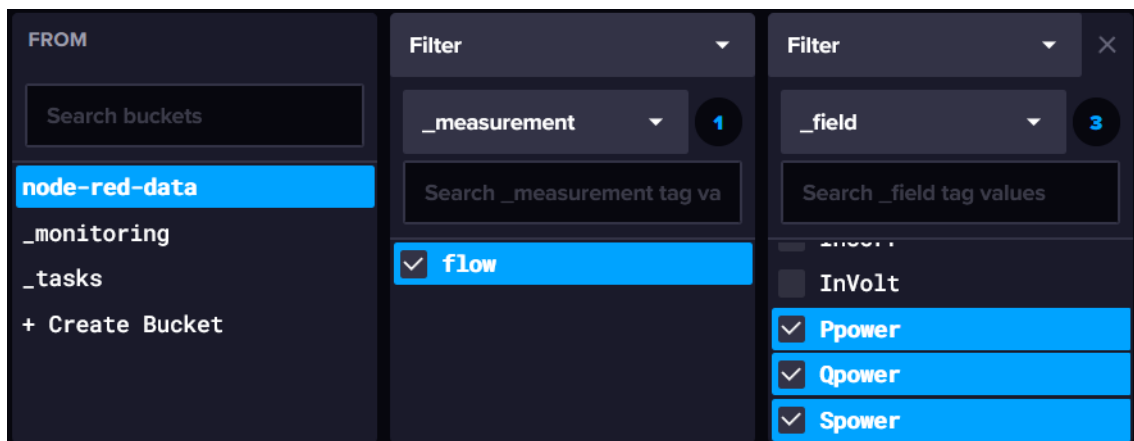 FROM
Search buckets
node-red-data
_monitoring
_tasks
+ Create Bucket
Filter
_measurement 1
Search _measurement tag va
flow
Filter
_field 3
Search _field tag values
InVolt
Ppower
Qpower
Spower